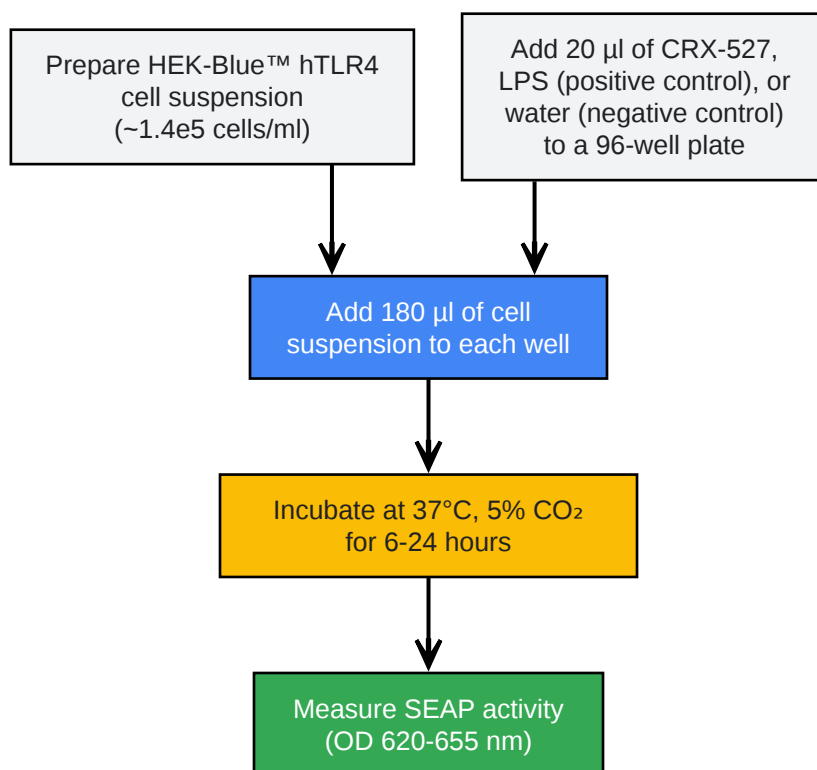 Prepare HEK-Blue™ hTLR4
cell suspension
(~1.4e5 cells/ml)
Add 20 µl of CRX-527,
LPS (positive control), or
water (negative control)
to a 96-well plate
Add 180 µl of cell
suspension to each well
Incubate at 37°C, 5% CO₂
for 6-24 hours
Measure SEAP activity
(OD 620-655 nm)